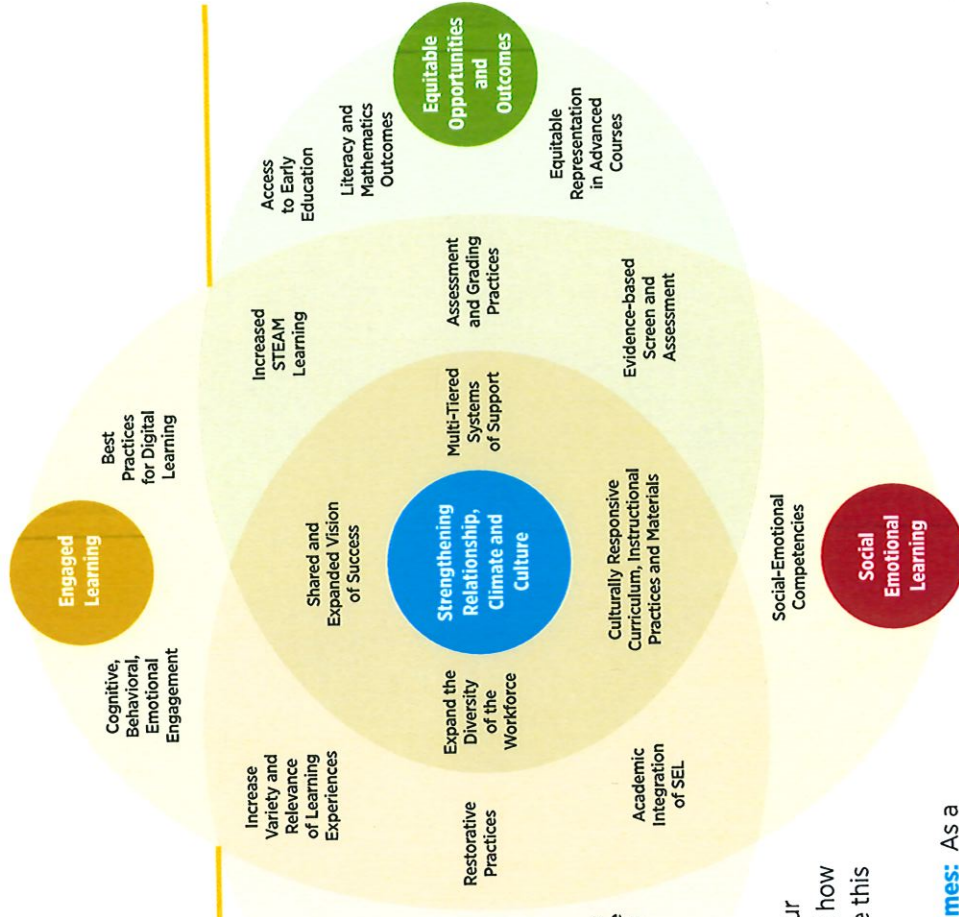 Engaged
Learning
Cognitive,
Behavioral,
Emotional
Engagement
Best
Practices
for Digital
Learning
Increase
Variety and
Relevance
of Learning
Experiences
Shared and
Expanded Vision
of Success
Increased
STEAM
Learning
Access
to Early
Education
Literacy and
Mathematics
Outcomes
Restorative
Practices
Expand the
Diversity
of the
Workforce
Strengthening
Relationship,
Climate and
Culture
Multi-Tiered
Systems
of Support
Assessment
and Grading
Practices
Equitable
Opportunities
and
Outcomes
Academic
Integration
of SEL
Culturally Responsive
Curriculum, Instructional
Practices and Materials
Evidence-based
Screen and
Assessment
Equitable
Representation
in Advanced
Courses
Social-Emotional
Competencies
Social
Emotional
Learning
ur
how
e this
mes: As a